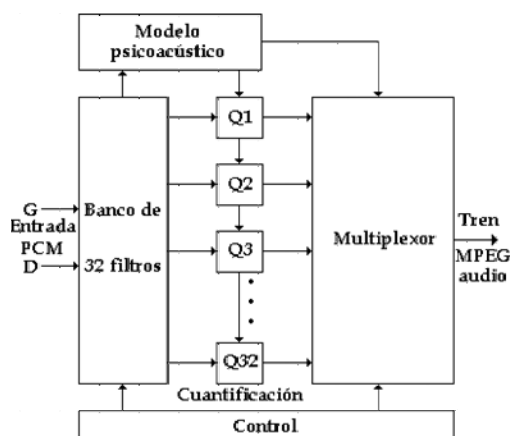 Modelo
psicoacústico
Q1
Q2
Q3
Q32
G
Entrada
PCM
D
Banco de
32 filtros
Multiplexor
Tren
MPEG
audio
Cuantificación
Control